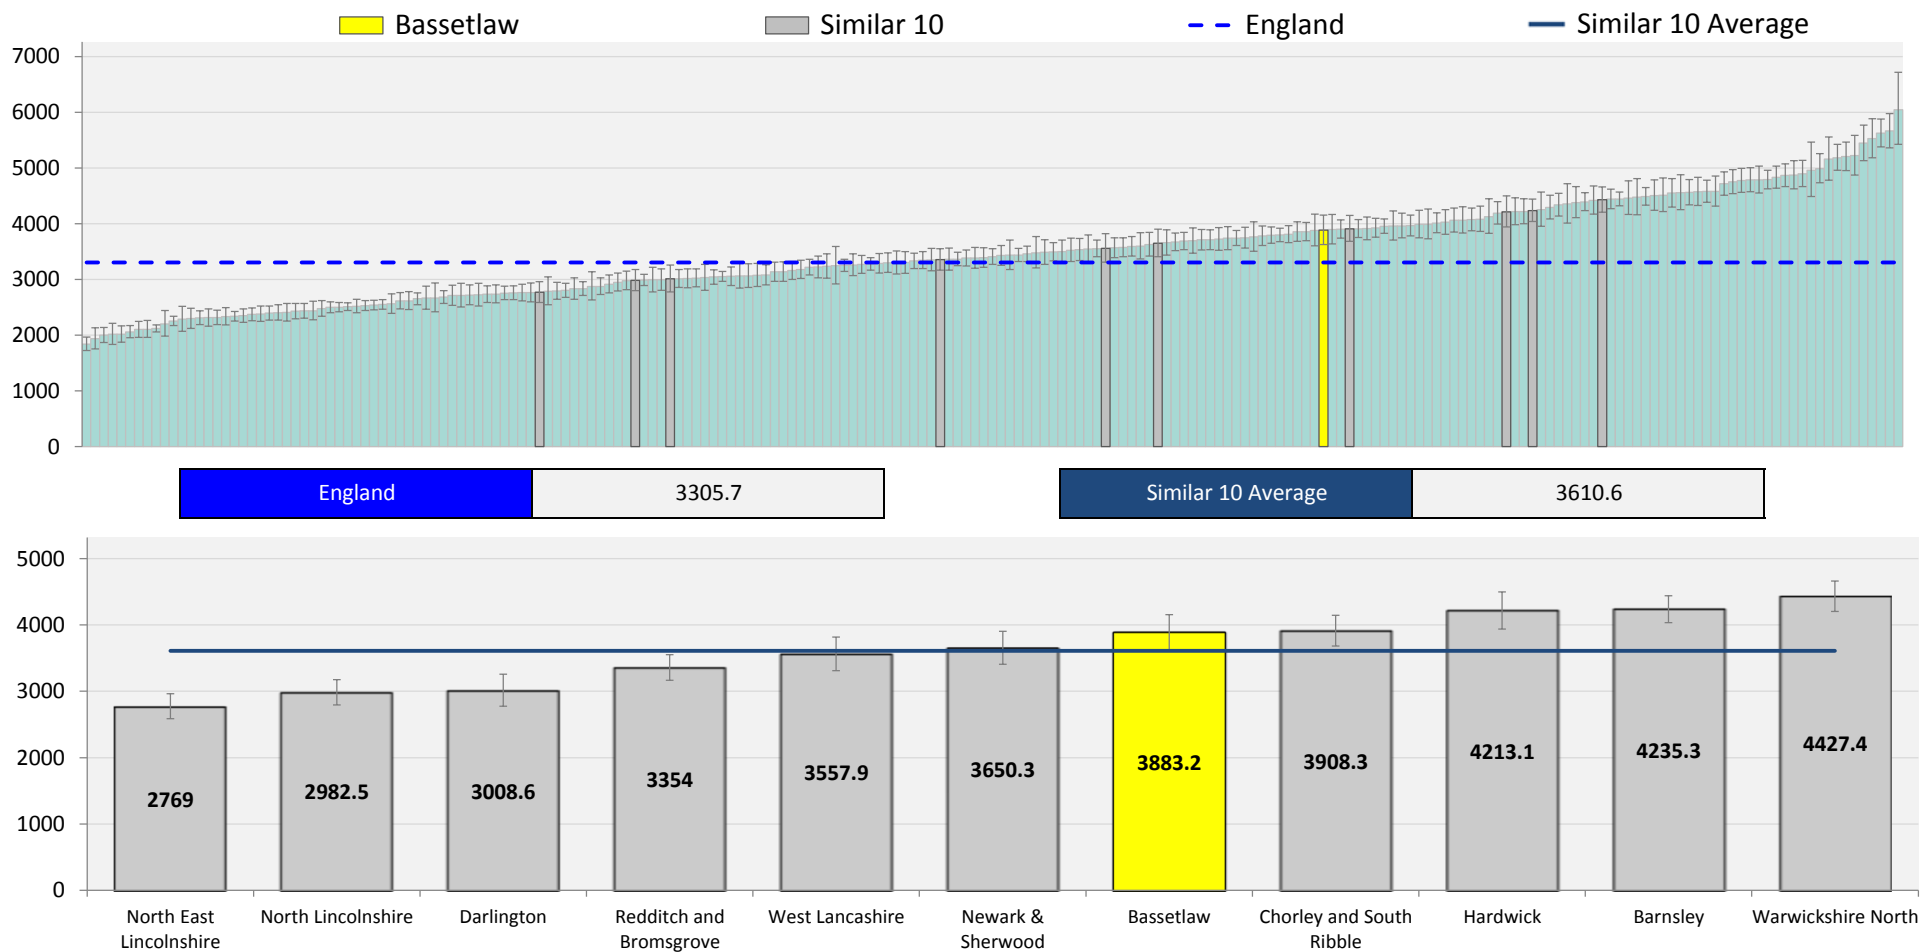 Bassetlaw Similar 10 England Similar 10 Average
7000
6000
5000
4000
3000
2000
1000
0
England 3305.7 Similar 10 Average 3610.6
5000
4000
3000
2000
1000
0
2769 2982.5 3008.6 3354 3557.9 3650.3 3883.2 3908.3 4213.1 4235.3 4427.4
North East Lincolnshire
North Lincolnshire
Darlington
Redditch and Bromsgrove
West Lancashire
Newark & Sherwood
Bassetlaw
Chorley and South Ribble
Hardwick
Barnsley
Warwickshire North